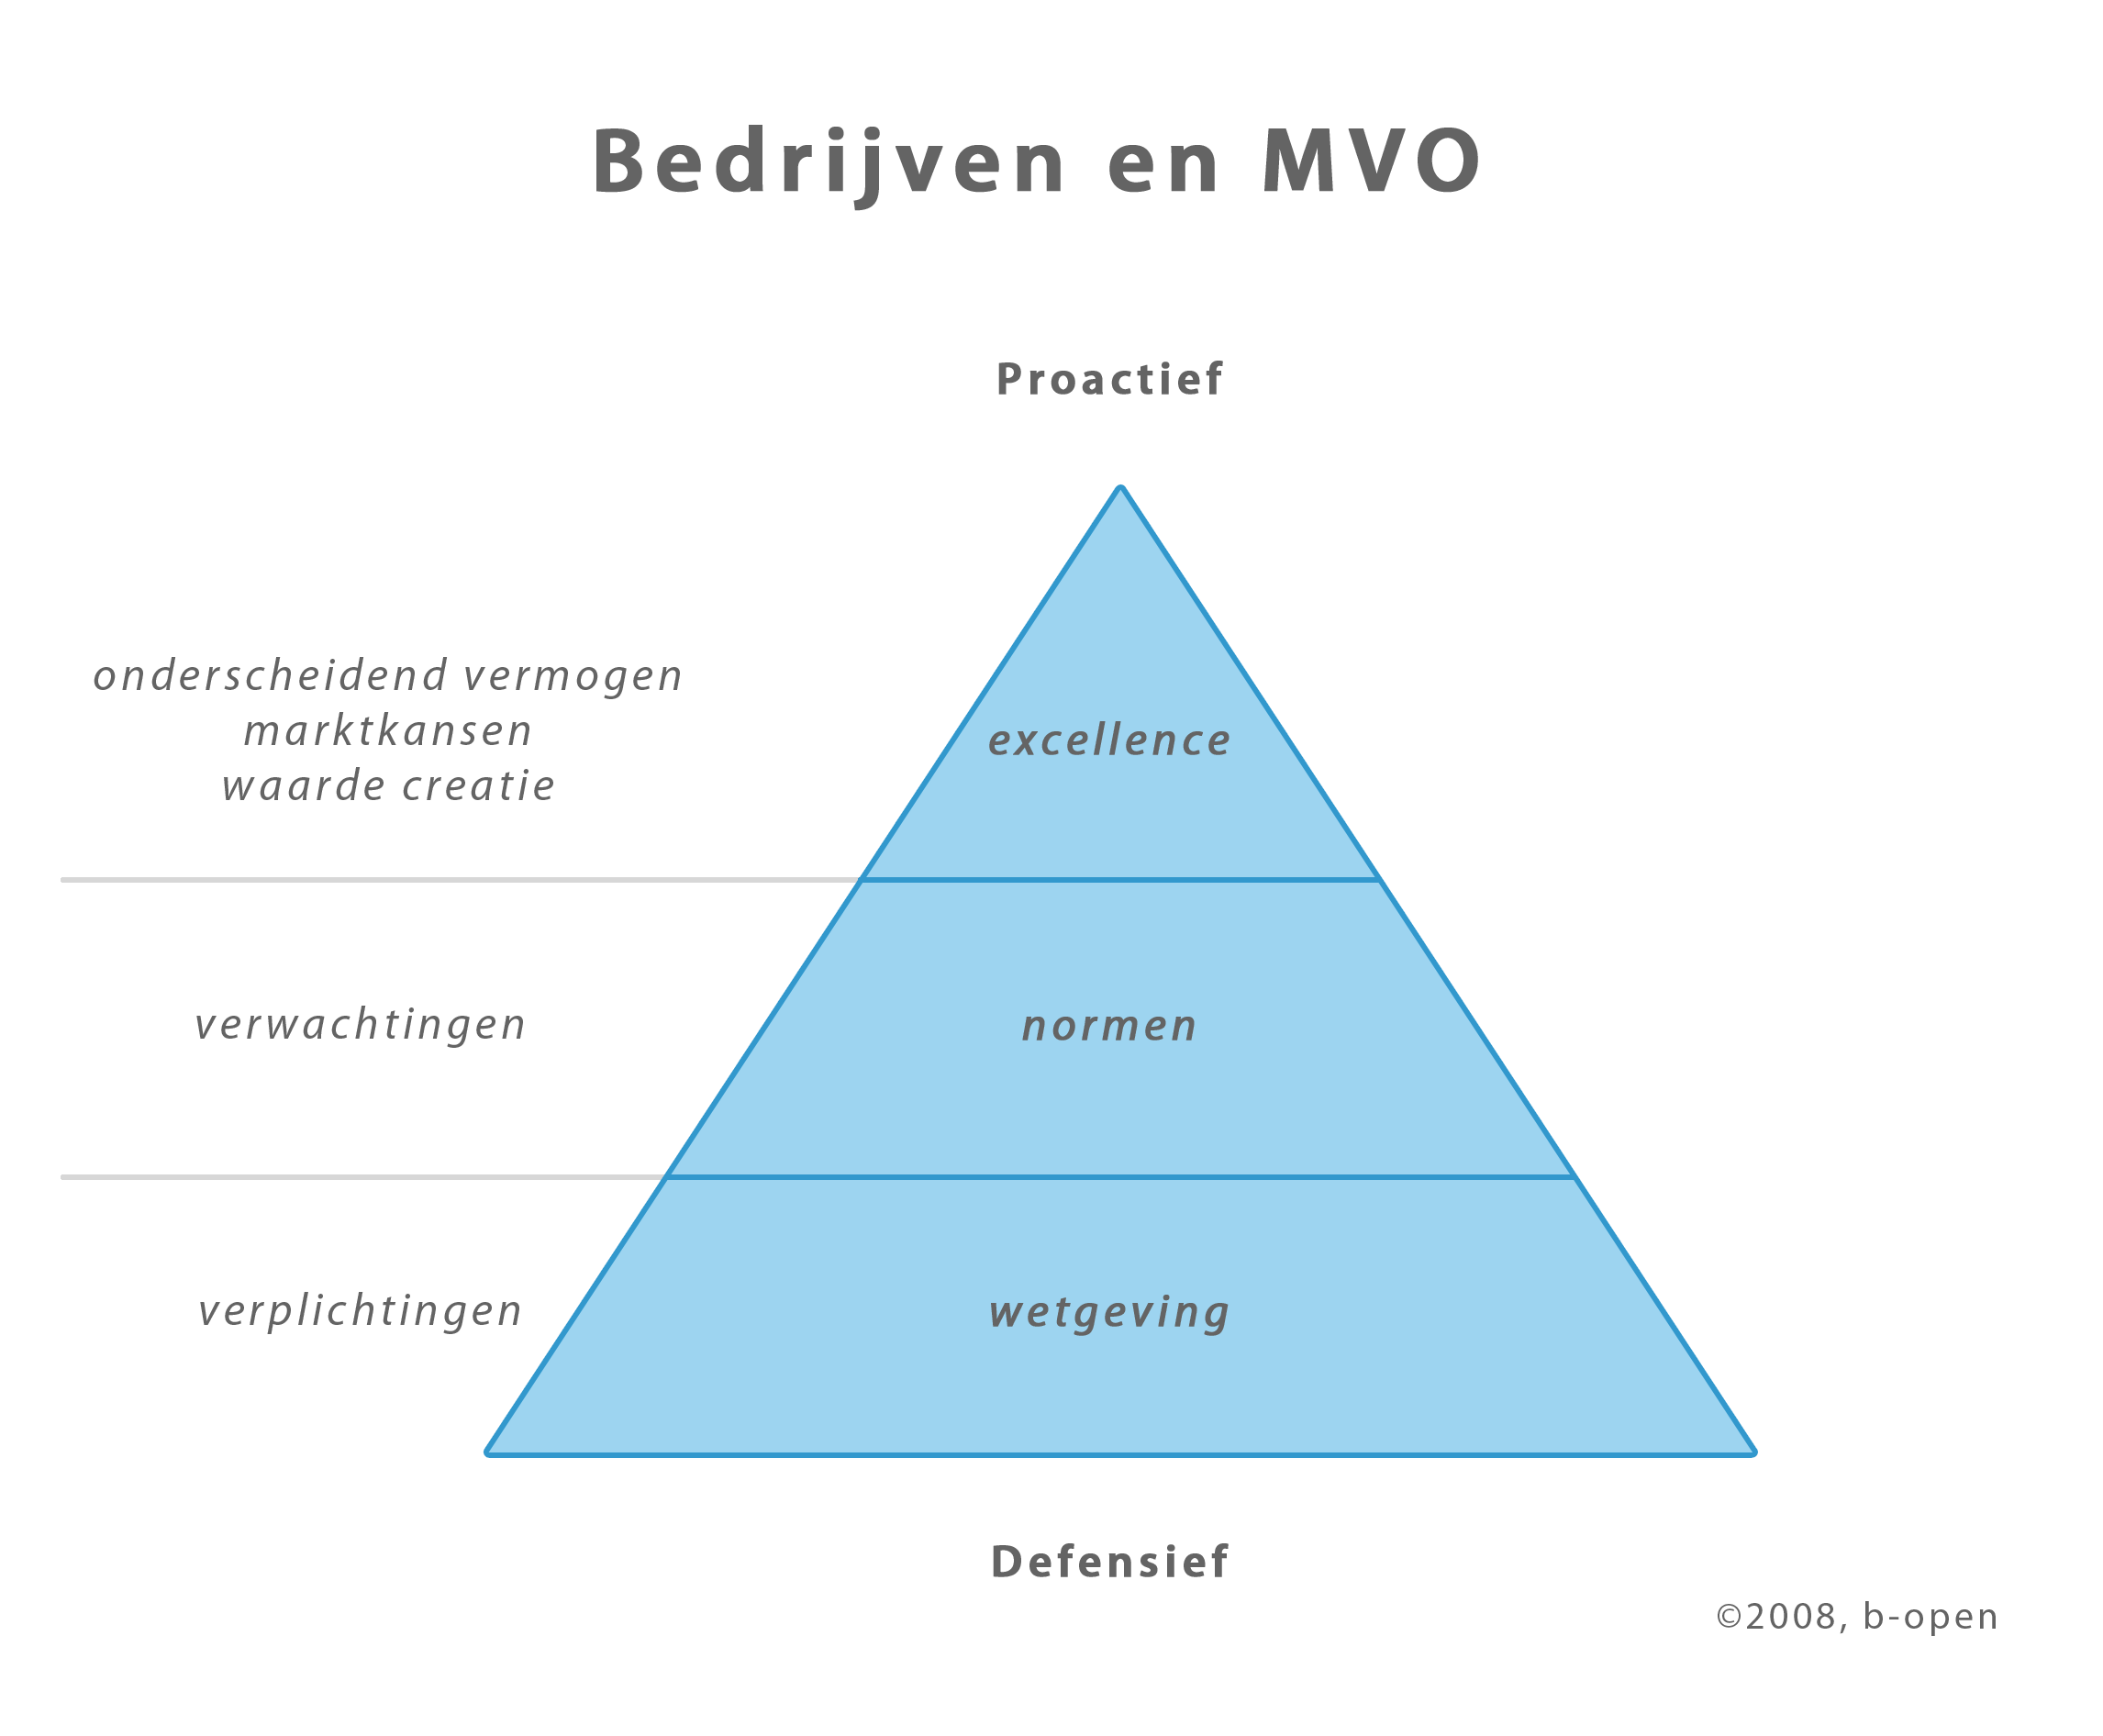 Bedrijven en MVO
Proactief
onderscheidend vermogen
marktkansen
waarde creatie
excellence
verwachtingen
normen
verplichtingen
wetgeving
Defensief
©2008, b-open